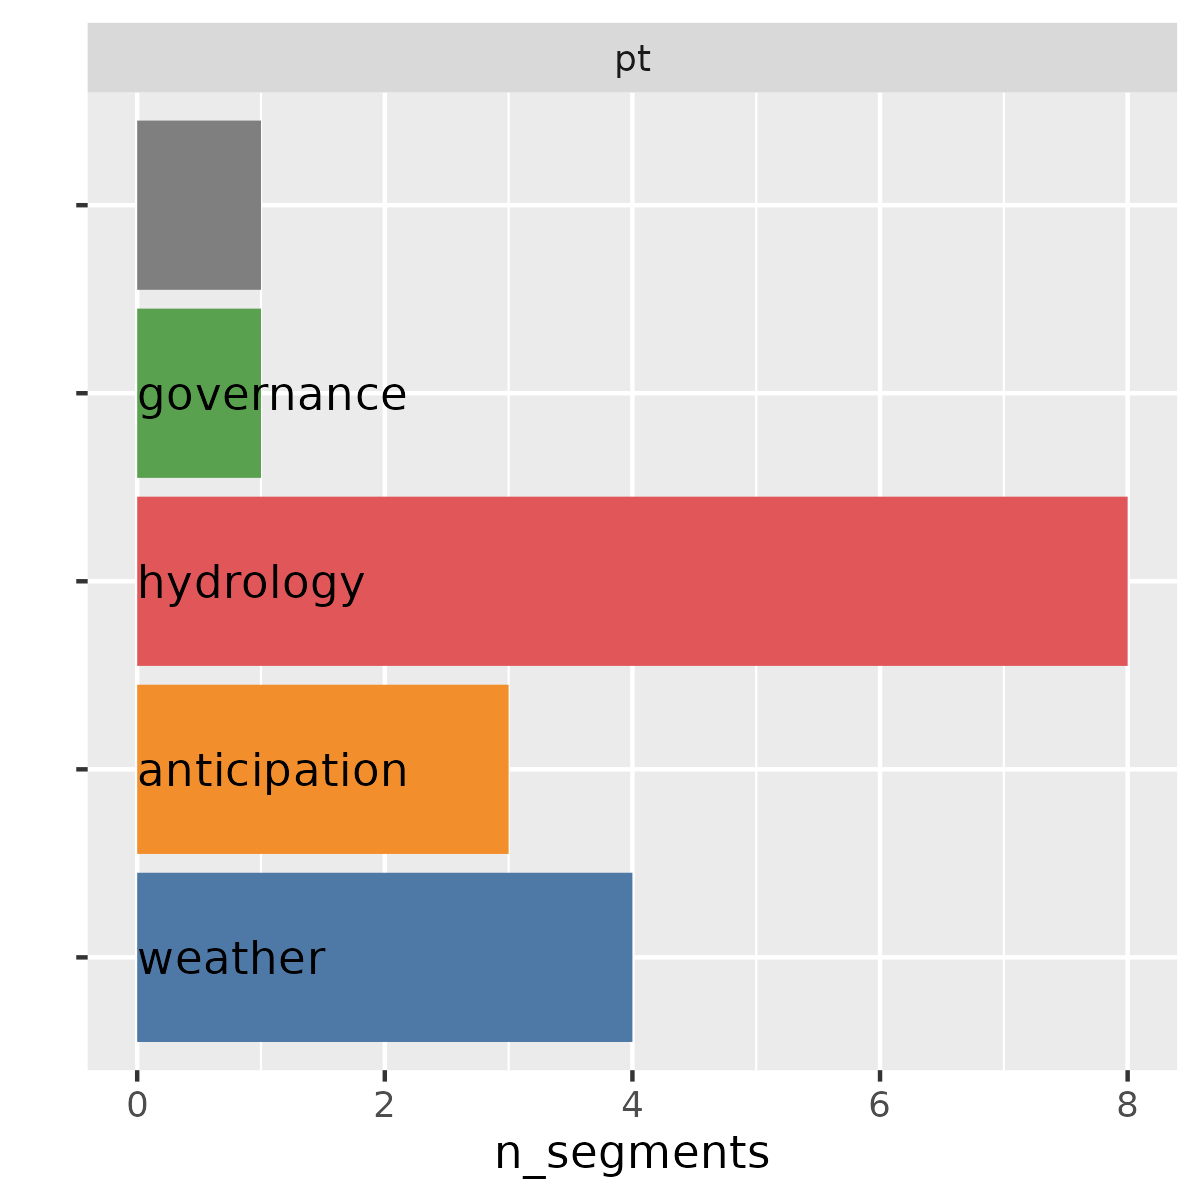 pt
governance
hydrology
anticipation
weather
0 2 4 6 8
n_segments